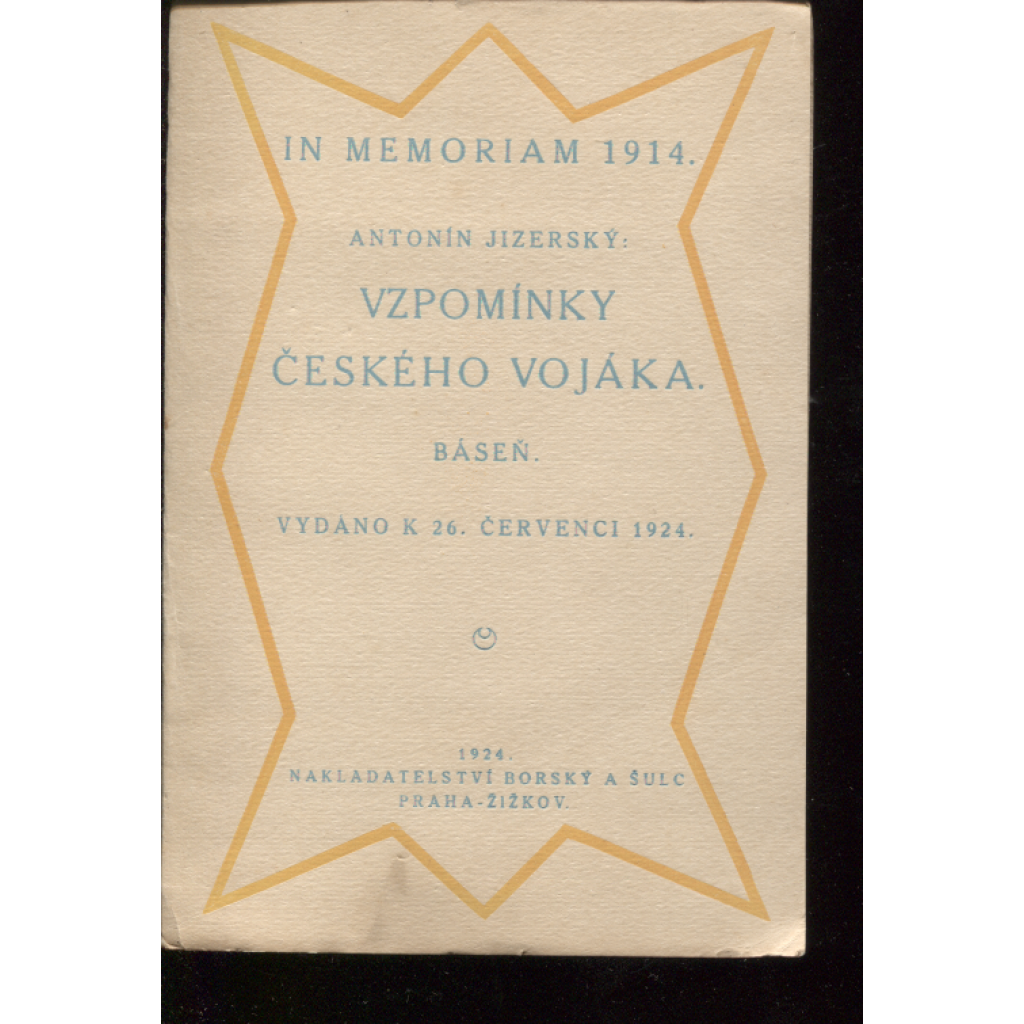 IN MEMORIAM 1914.
ANTONÍN JIZERSKÝ:
VZPOMÍNKY
ČESKÉHO VOJÁKA.
BÁSEŇ.
VYDÁNO K 26. ČERVENCI 1924.
1924.
NAKLADATELSTVÍ BORSKÝ A ŠULC
PRAHA-ŽIŽKOV.